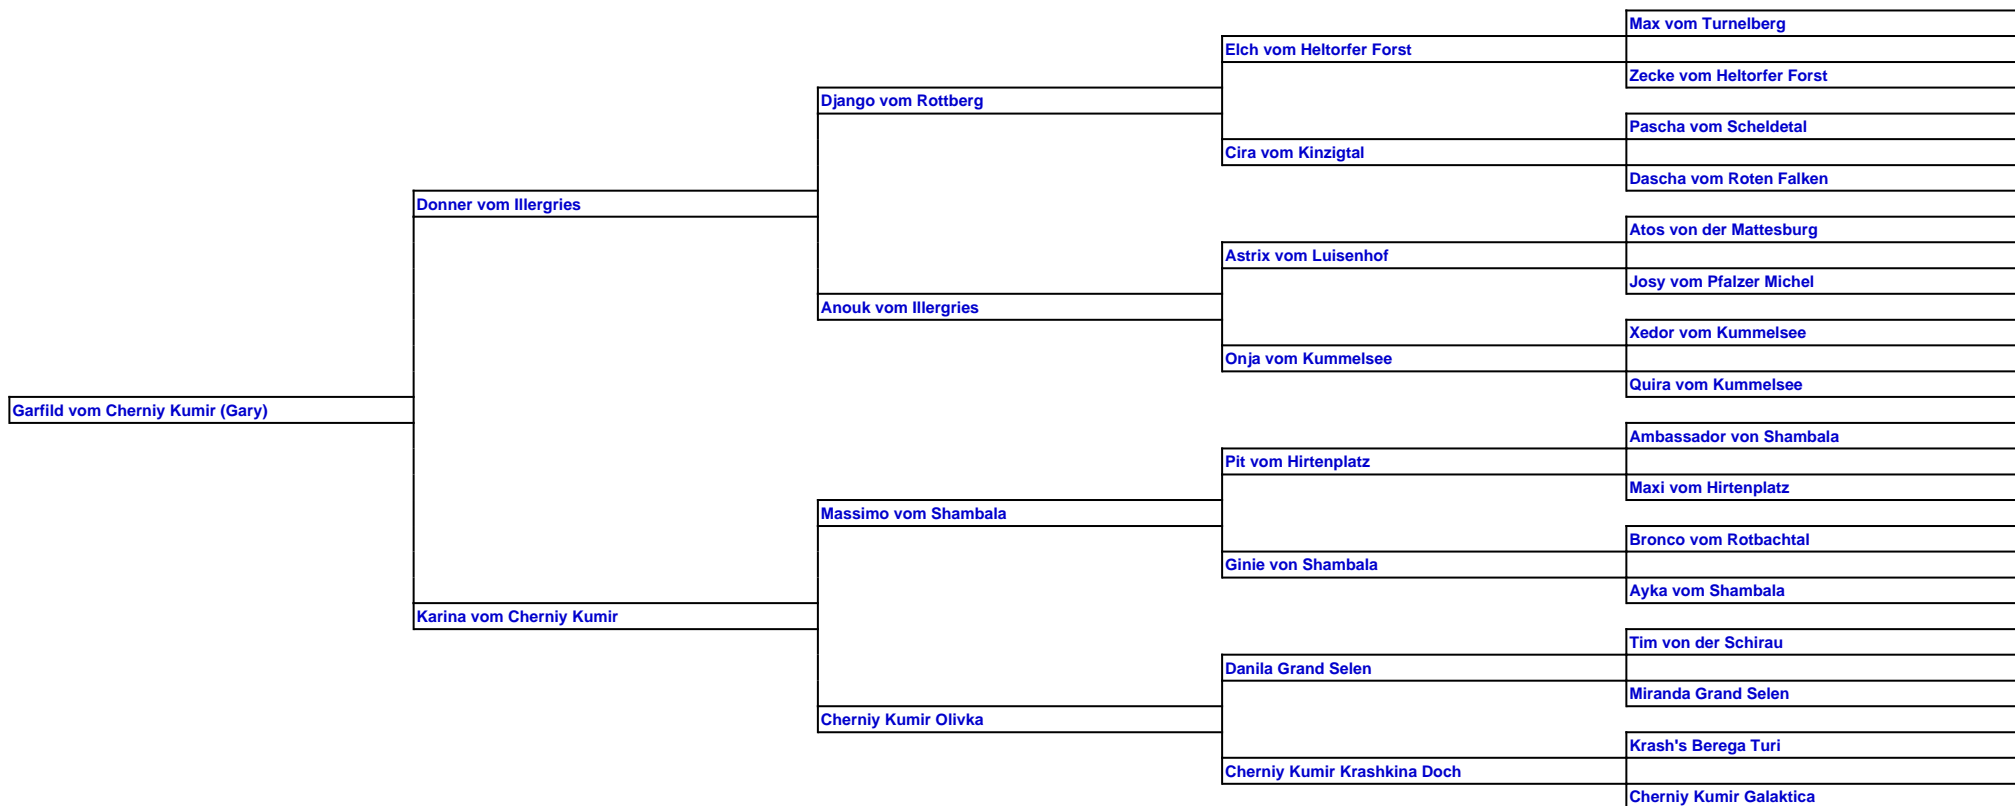 Max vom Turnelberg
Elch vom Heltorfer Forst
Zecke vom Heltorfer Forst
Django vom Rottberg
Pascha vom Scheldetal
Cira vom Kinzigtal
Dascha vom Roten Falken
Donner vom Illergries
Atos von der Mattesburg
Astrix vom Luisenhof
Josy vom Pfalzer Michel
Anouk vom Illergries
Xedor vom Kummelsee
Onja vom Kummelsee
Quira vom Kummelsee
Garfild vom Cherniy Kumir (Gary)
Ambassador von Shambala
Pit vom Hirtenplatz
Maxi vom Hirtenplatz
Massimo vom Shambala
Bronco vom Rotbachtal
Ginie von Shambala
Ayka vom Shambala
Karina vom Cherniy Kumir
Tim von der Schirau
Danila Grand Selen
Miranda Grand Selen
Cherniy Kumir Olivka
Krash's Berega Turi
Cherniy Kumir Krashkina Doch
Cherniy Kumir Galaktica